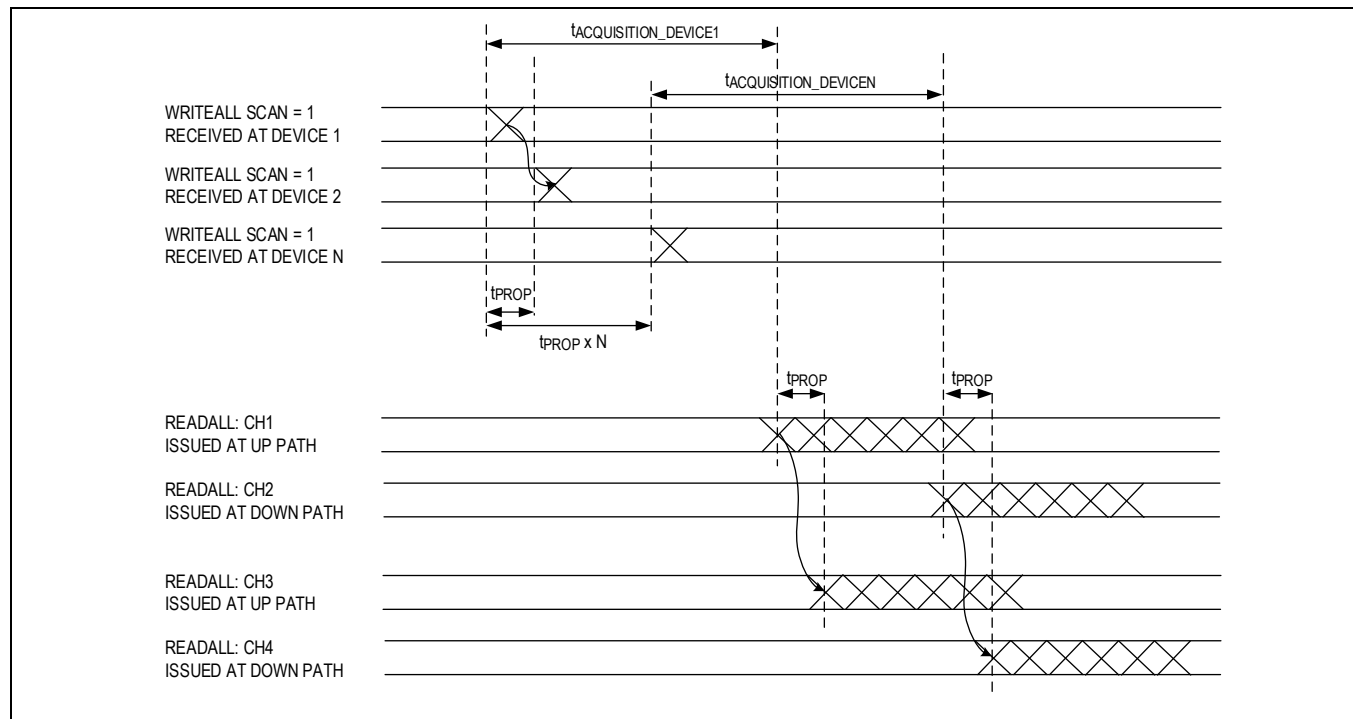 tACQUISITION_DEVICE1
tACQUISITION_DEVICEN
WRITEALL SCAN = 1
RECEIVED AT DEVICE 1
WRITEALL SCAN = 1
RECEIVED AT DEVICE 2
WRITEALL SCAN = 1
RECEIVED AT DEVICE N
tPROP
tPROP x N
tPROP
tPROP
READALL: CH1
ISSUED AT UP PATH
READALL: CH2
ISSUED AT DOWN PATH
READALL: CH3
ISSUED AT UP PATH
READALL: CH4
ISSUED AT DOWN PATH